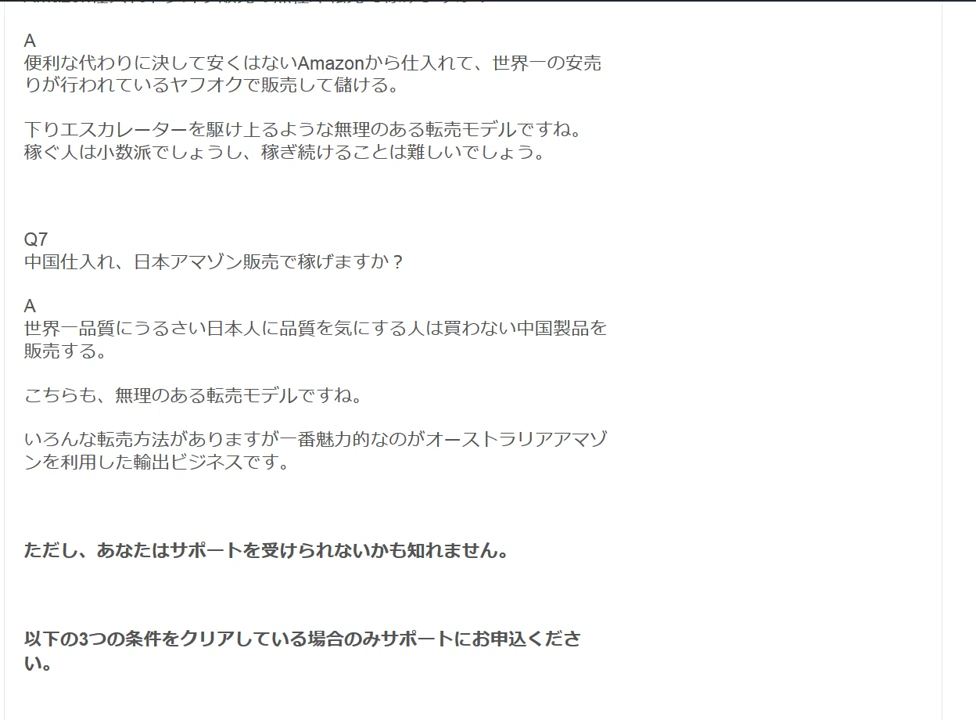 A
便利な代わりに決して安くはないAmazonから仕入れて、世界一の安売
りが行われているヤフオクで販売して儲ける。
下りエスカレーターを駆け上るような無理のある転売モデルですね。
稼ぐ人は小数派でしょうし、稼ぎ続けることは難しいでしょう。
Q7
中国仕入れ、日本アマゾン販売で稼げますか？
A
世界一品質にうるさい日本人に品質を気にする人は買わない中国製品を
販売する。
こちらも、無理のある転売モデルですね。
いろんな転売方法がありますが一番魅力的なのがオーストラリアアマゾ
ンを利用した輸出ビジネスです。
ただし、あなたはサポートを受けられないかも知れません。
以下の3つの条件をクリアしている場合のみサポートにお申込くださ
い。